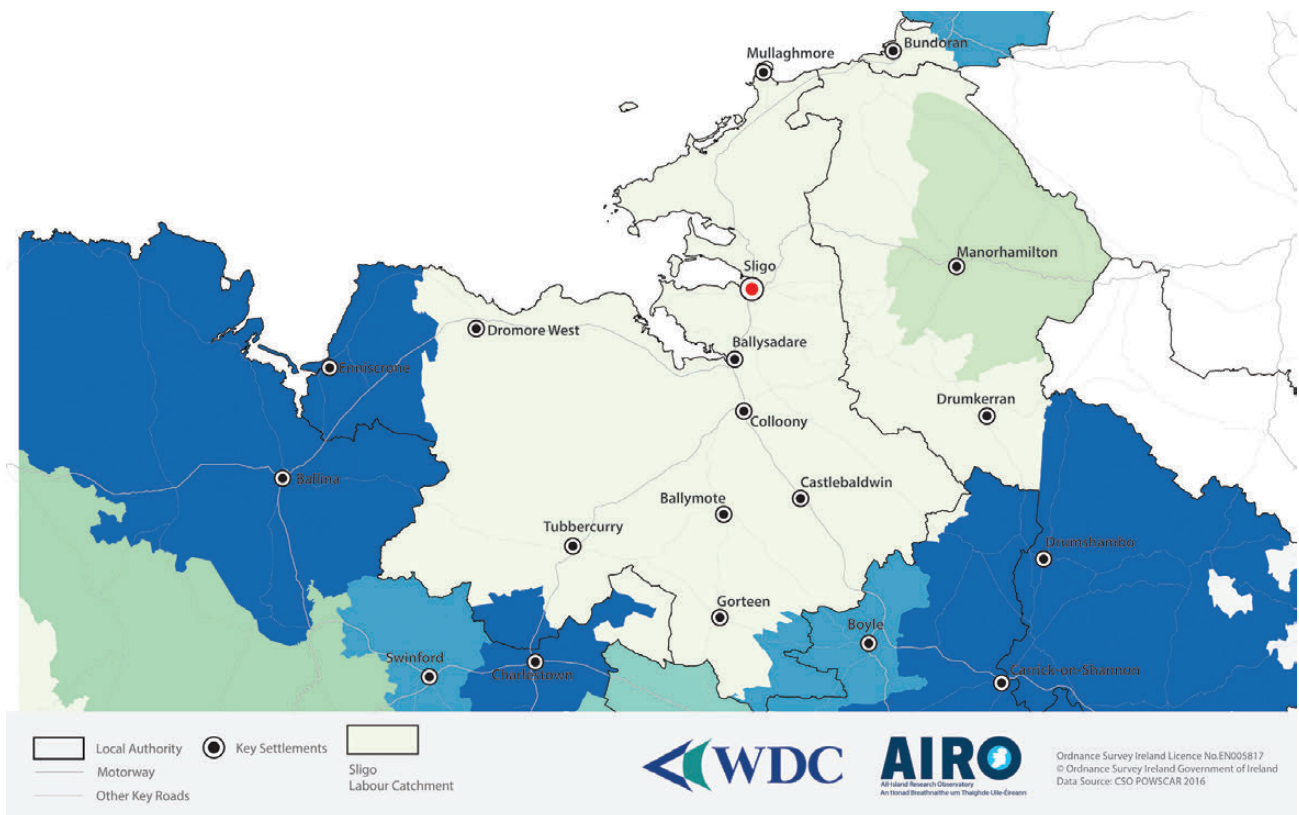 Mullaghmore
Bundoran
Manorhamilton
Sligo
Dromore West
Ballysadare
Enniscrone
Drumkerran
Colloony
Ballina
Castlebaldwin
Ballymote
Tubbercurry
Drumshanbo
Gorteen
Boyle
Swinford
Charlestown
Carrick-on-Shannon
Local Authority
Key Settlements
Motorway
Other Key Roads
Sligo
Labour Catchment
WDC
AIRO
All-Island Research Observatory
An tIonad Breathnaithe um Thaighde Uile-Éireann
Ordnance Survey Ireland Licence No.EN005817
© Ordnance Survey Ireland Government of Ireland
Data Source: CSO POWSCAR 2016